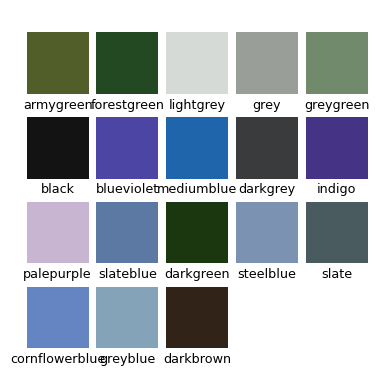 armygreen forestgreen lightgrey grey greygreen
black blueviolet mediumblue darkgrey indigo
palepurple slateblue darkgreen steelblue slate
cornflowerblue greyblue darkbrown